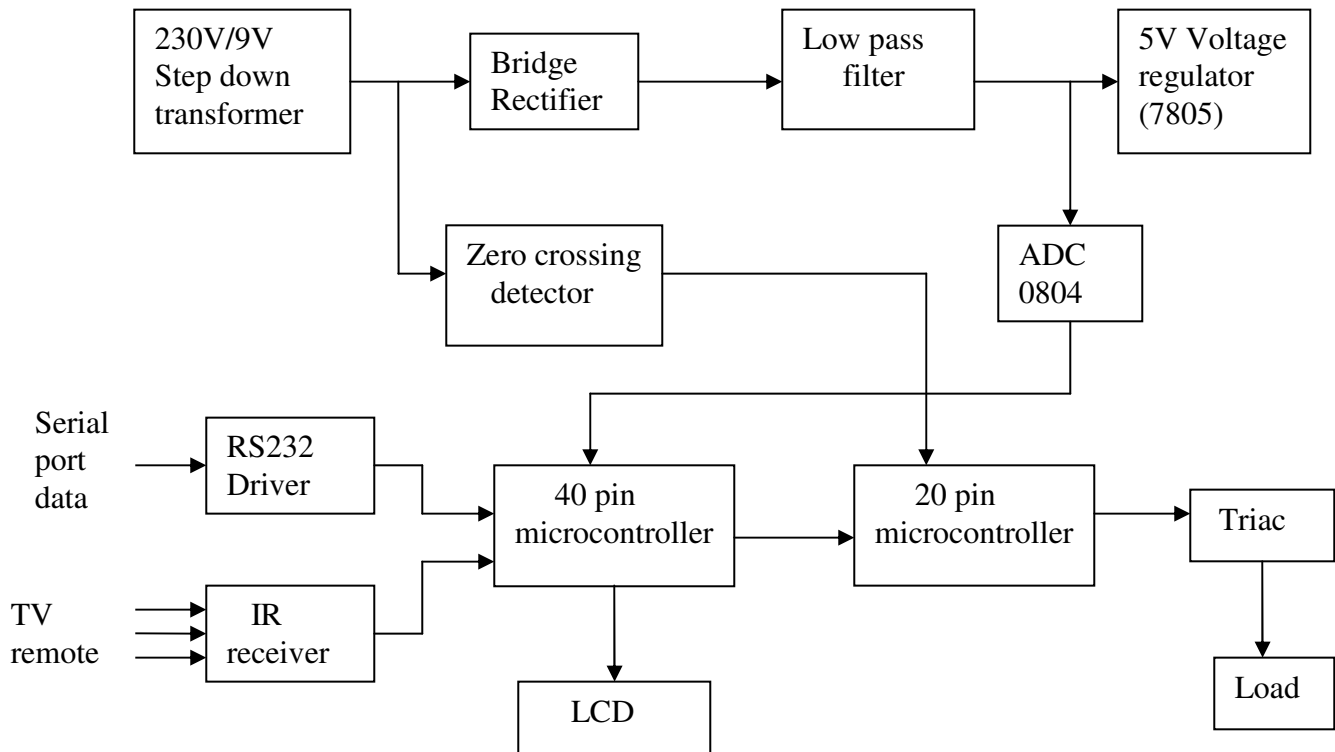 230V/9V
Step down
transformer
Bridge
Rectifier
Low pass
filter
5V Voltage
regulator
(7805)
Zero crossing
detector
ADC
0804
Serial
port
data
RS232
Driver
40 pin
microcontroller
20 pin
microcontroller
Triac
TV
remote
IR
receiver
LCD
Load